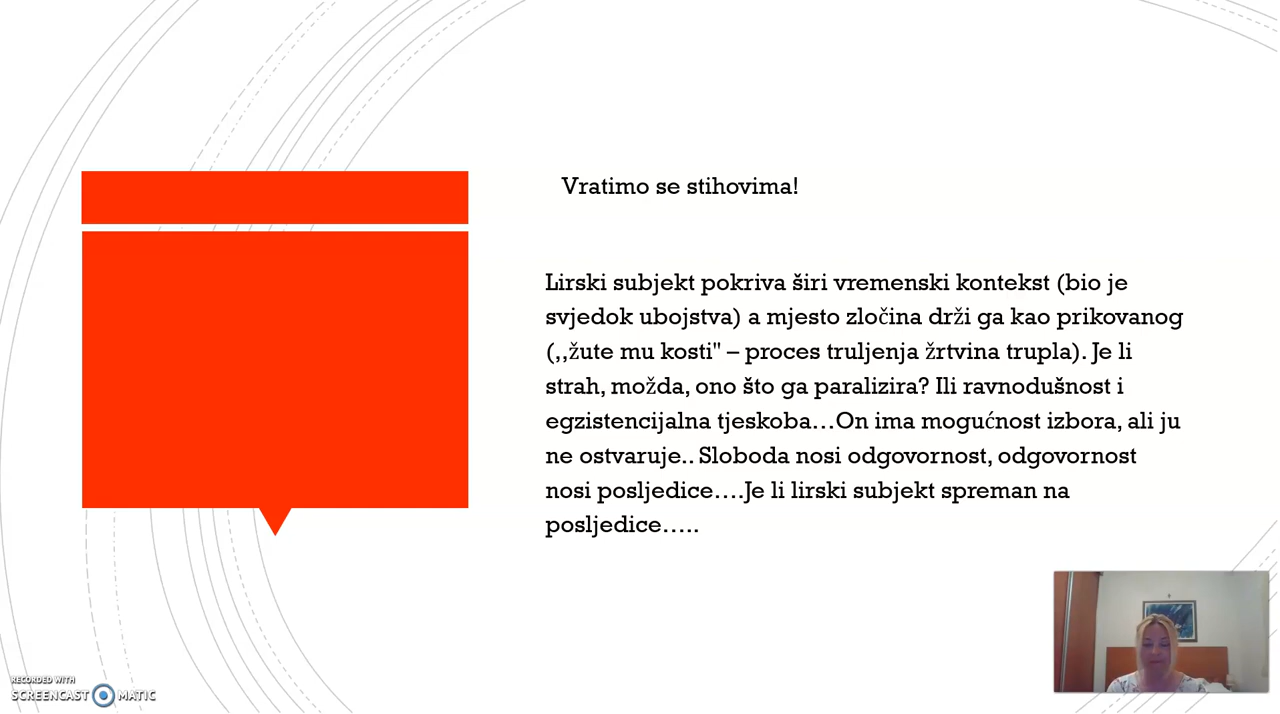 Vratimo se stihovima!
Lirski subjekt pokriva širi vremenski kontekst (bio je
svjedok ubojstva) a mjesto zločina drži ga kao prikovanog
(,,žute mu kosti" – proces truljenja žrtvina trupla). Je li
strah, možda, ono što ga paralizira? Ili ravnodušnost i
egzistencijalna tjeskoba…On ima mogućnost izbora, ali ju
ne ostvaruje.. Sloboda nosi odgovornost, odgovornost
nosi posljedice….Je li lirski subjekt spreman na
posljedice…..
RECORDED WITH
SCREENCAST MATIC